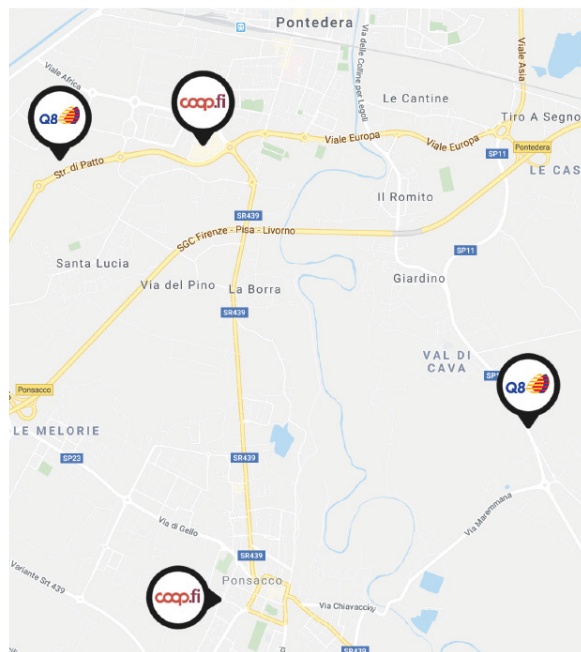 Pontedera
Viale Africa
Via delle Colline per Legoli
Viale Asia
Q8
coop.fi
Le Cantine
Tiro A Segno
Str. di Patto
Viale Europa
Viale Europa
Pontedera
SP11
LE CAS
Il Romito
SR439
SGC Firenze - Pisa - Livorno
SP11
Santa Lucia
Via del Pino
La Borra
Giardino
SR439
VAL DI
CAVA
Q8
Ponsacco
LE MELORIE
SP23
SR439
Via di Gello
Via Maremmana
Variante Srt 439
SR439
Ponsacco
coop.fi
Via Chiavaccini
SR439